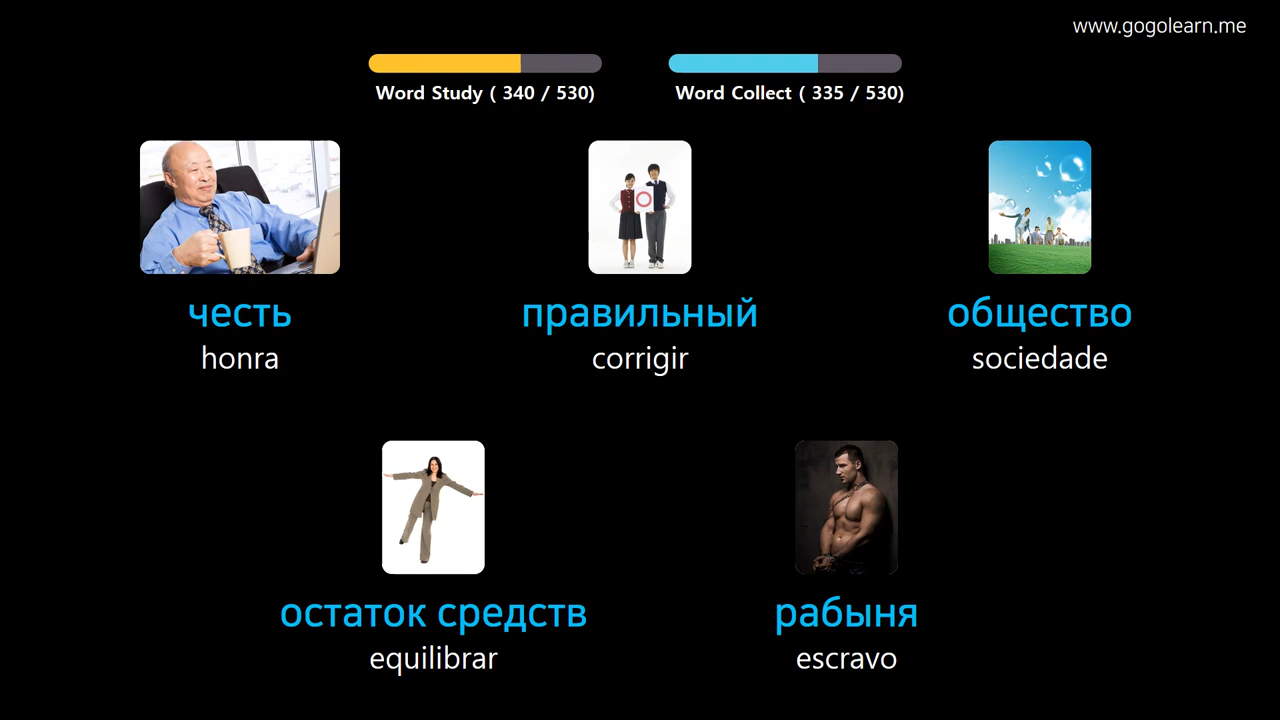 www.gogolearn.me
Word Study ( 340 / 530)
Word Collect ( 335 / 530)
честь
honra
правильный
corrigir
общество
sociedade
остаток средств
equilibrar
рабыня
escravo